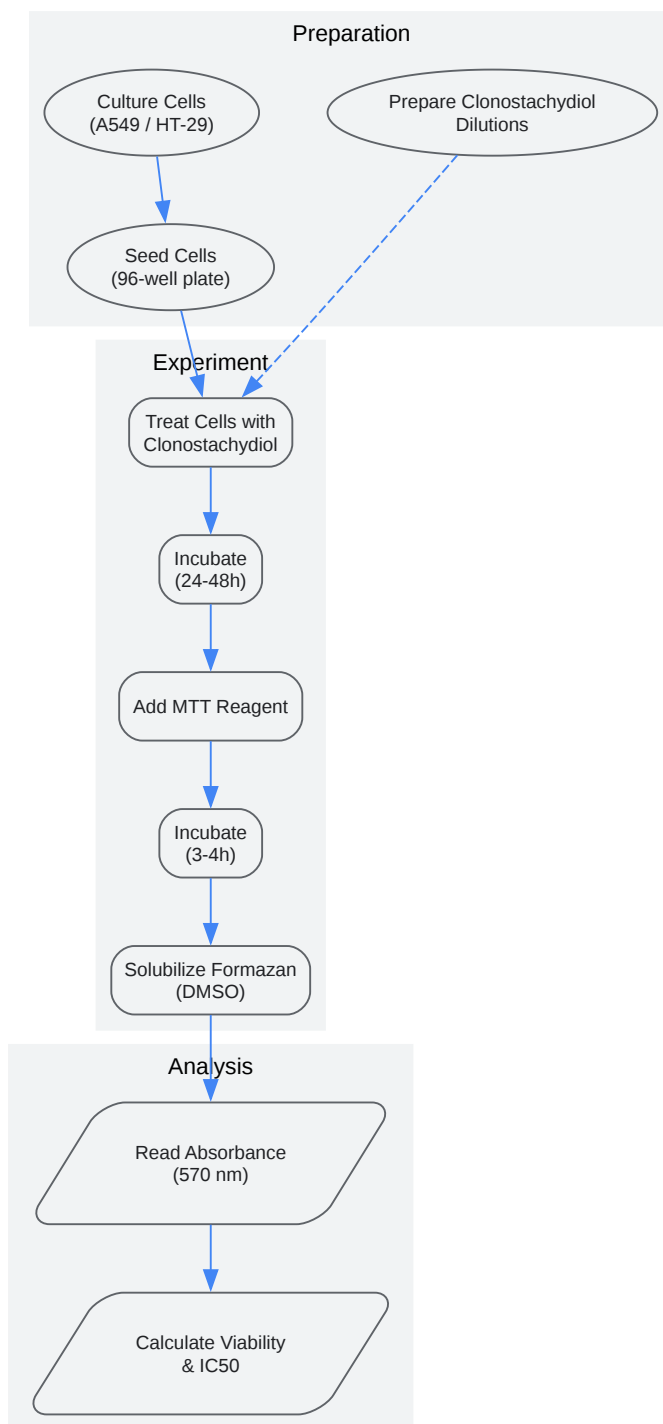 Preparation
Culture Cells
(A549 / HT-29)
Prepare Clonostachydiol
Dilutions
Seed Cells
(96-well plate)
Experiment
Treat Cells with
Clonostachydiol
Incubate
(24-48h)
Add MTT Reagent
Incubate
(3-4h)
Solubilize Formazan
(DMSO)
Analysis
Read Absorbance
(570 nm)
Calculate Viability
& IC50